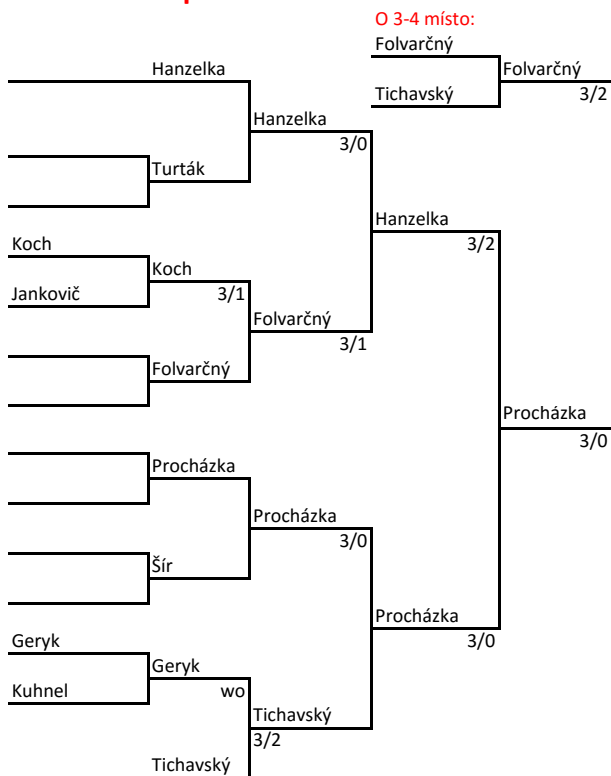 O 3-4 místo:
Folvarčný
Folvarčný
3/2
Tichavský
Hanzelka
Hanzelka
3/0
Turták
Hanzelka
3/2
Koch
Koch
3/1
Jankovič
Folvarčný
3/1
Folvarčný
Procházka
3/0
Procházka
Procházka
3/0
Šír
Procházka
3/0
Geryk
Geryk
wo
Kuhnel
Tichavský
3/2
Tichavský